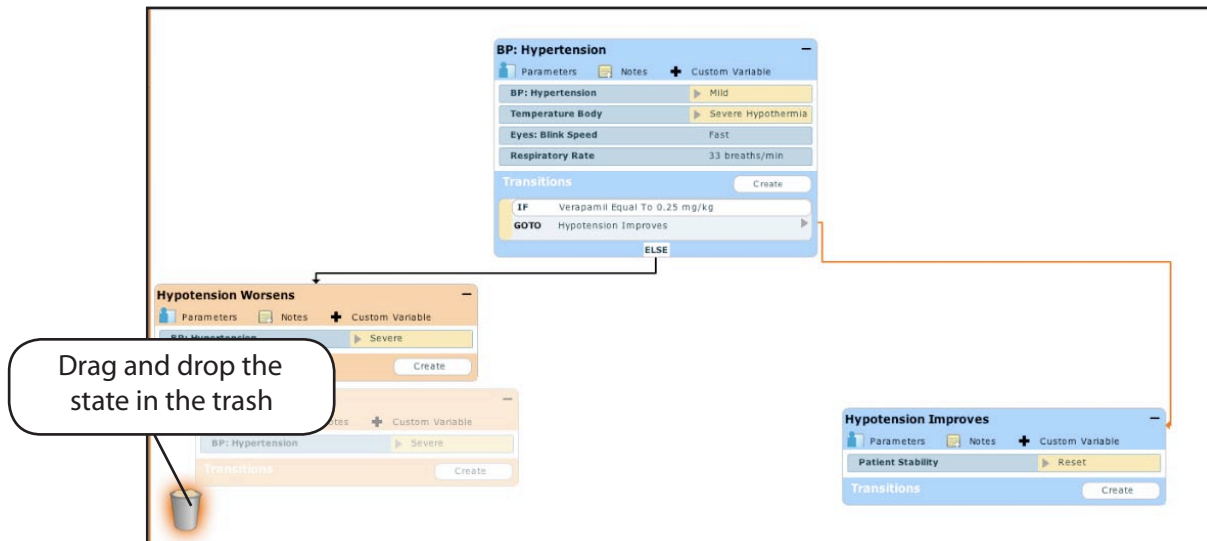 BP: Hypertension
Parameters Notes Custom Variable
BP: Hypertension Mild
Temperature Body Severe Hypothermia
Eyes: Blink Speed Fast
Respiratory Rate 33 breaths/min
Transitions Create
IF Verapamil Equal To 0.25 mg/kg
GOTO Hypotension Improves
ELSE
Hypotension Worsens
Parameters Notes Custom Variable
BP: Hypertension Severe
Create
Drag and drop the
state in the trash
Custom Variable
BP: Hypertension Severe
Transitions Create
Hypotension Improves
Parameters Notes Custom Variable
Patient Stability Reset
Transitions Create